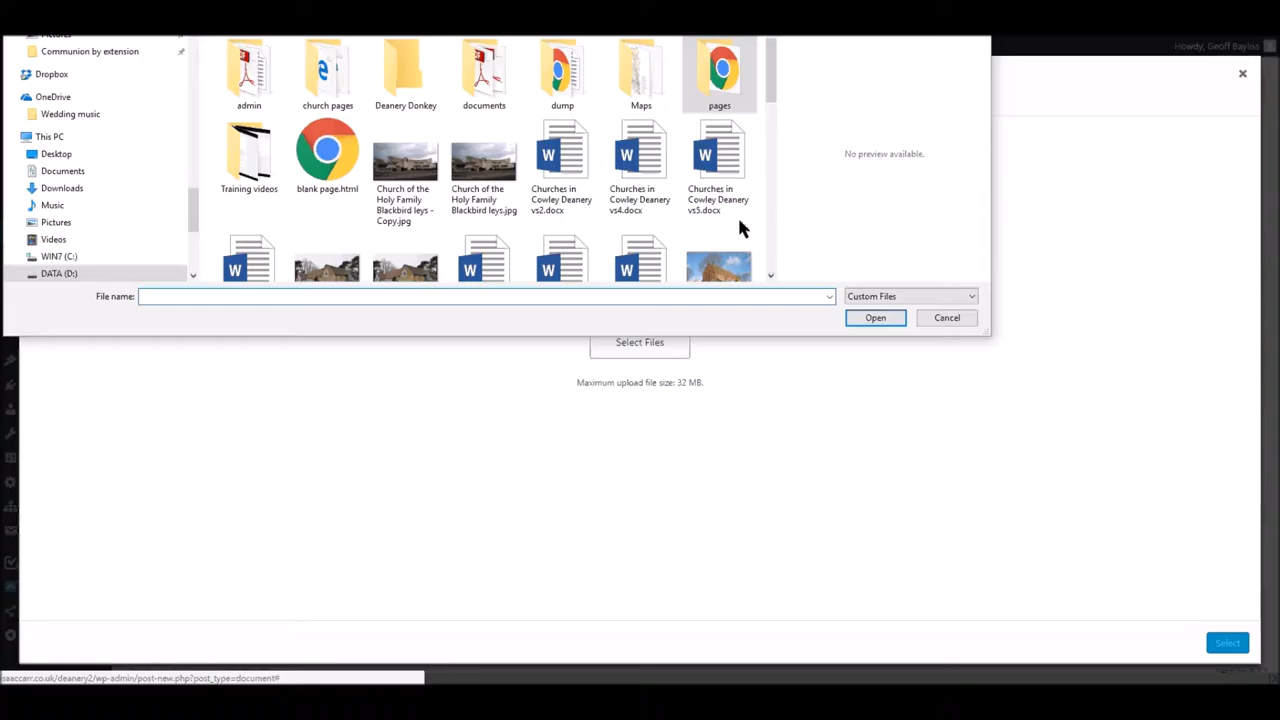 Howdy, Geoff Bayliss
Communion by extension
Dropbox
OneDrive
Wedding music
This PC
Desktop
Documents
Downloads
Music
Pictures
Videos
WIN7 (C:)
DATA (D:)
admin
church pages
Deanery Donkey
documents
dump
Maps
pages
Training videos
blank page.html
Church of the
Holy Family
Blackbird leys -
Copy.jpg
Church of the
Holy Family
Blackbird leys.jpg
Churches in
Cowley Deanery
vs2.docx
Churches in
Cowley Deanery
vs4.docx
Churches in
Cowley Deanery
vs5.docx
No preview available.
File name:
Custom Files
Open
Cancel
Select Files
Maximum upload file size: 32 MB.
Select
saaccarr.co.uk/deanery2/wp-admin/post-new.php?post_type=document#